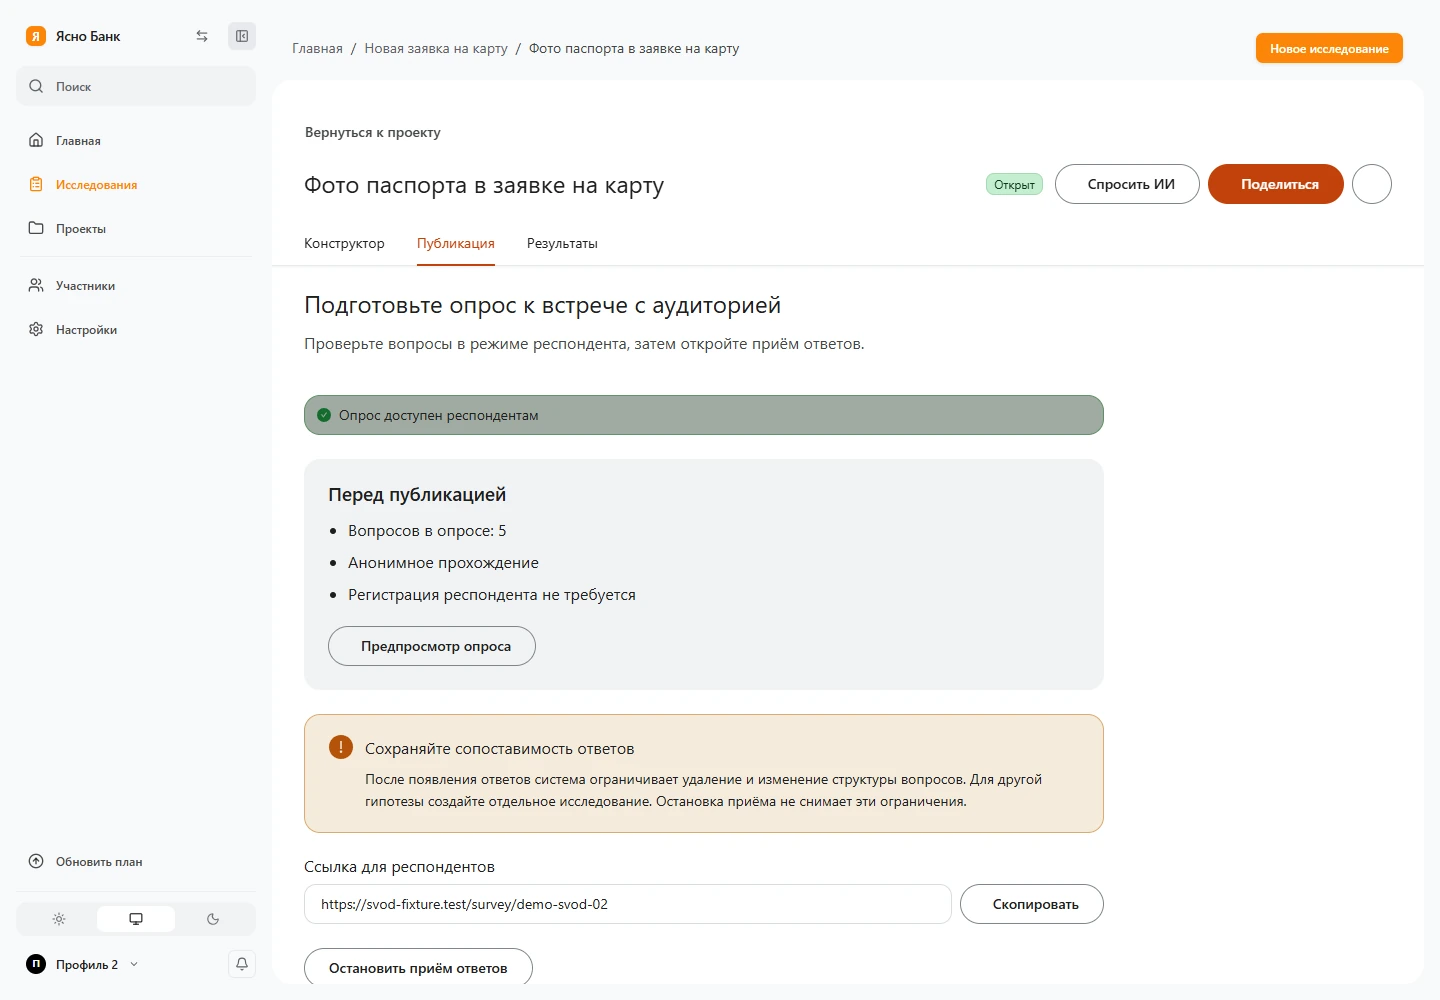 Я Ясно Банк
Поиск
Главная
Исследования
Проекты
Участники
Настройки
Обновить план
П Профиль 2
Главная / Новая заявка на карту / Фото паспорта в заявке на карту
Новое исследование
Вернуться к проекту
Фото паспорта в заявке на карту
Открыт
Спросить ИИ
Поделиться
Конструктор
Публикация
Результаты
Подготовьте опрос к встрече с аудиторией
Проверьте вопросы в режиме респондента, затем откройте приём ответов.
Опрос доступен респондентам
Перед публикацией
• Вопросов в опросе: 5
• Анонимное прохождение
• Регистрация респондента не требуется
Предпросмотр опроса
Сохраняйте сопоставимость ответов
После появления ответов система ограничивает удаление и изменение структуры вопросов. Для другой
гипотезы создайте отдельное исследование. Остановка приёма не снимает эти ограничения.
Ссылка для респондентов
https://svod-fixture.test/survey/demo-svod-02
Скопировать
Остановить приём ответов